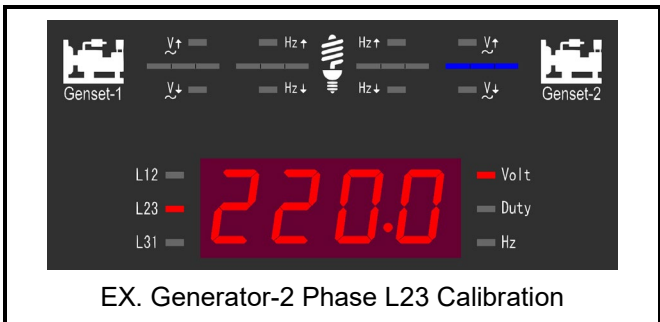 V↑ Hz↑ Hz↑ V↑
~ ~
Genset-1 Genset-2
V↓ Hz↓ Hz↓ V↓
~ ~
L12 Volt
L23 220.0 Duty
L31 Hz
EX. Generator-2 Phase L23 Calibration